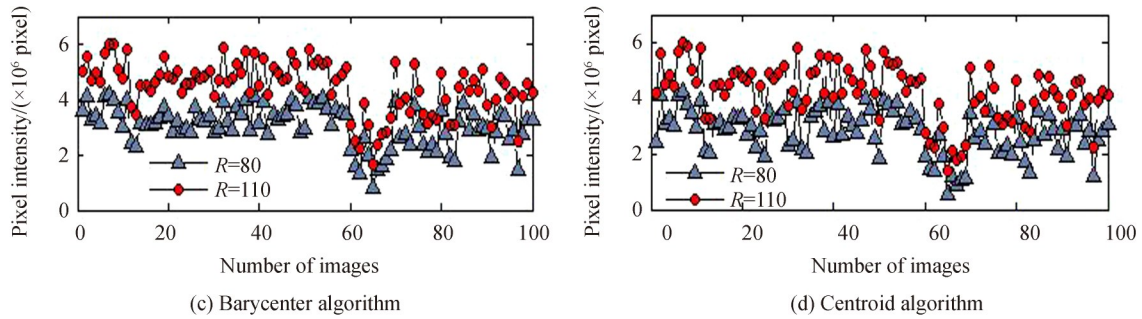 Pixel intensity/(×10⁶ pixel)
6
4
2
0
R=80
R=110
0 20 40 60 80 100
Number of images
(c) Barycenter algorithm
Pixel intensity/(×10⁶ pixel)
6
4
2
0
R=80
R=110
0 20 40 60 80 100
Number of images
(d) Centroid algorithm